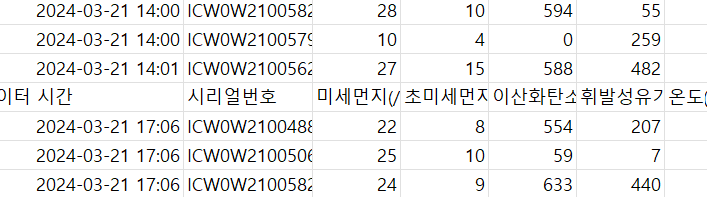 2024-03-21 14:00 ICW0W2100582 28 10 594 55
2024-03-21 14:00 ICW0W2100579 10 4 0 259
2024-03-21 14:01 ICW0W2100562 27 15 588 482
이터 시간 시리얼번호 미세먼지(/ 초미세먼지 이산화탄소 휘발성유기 온도(
2024-03-21 17:06 ICW0W2100488 22 8 554 207
2024-03-21 17:06 ICW0W2100506 25 10 59 7
2024-03-21 17:06 ICW0W2100582 24 9 633 440